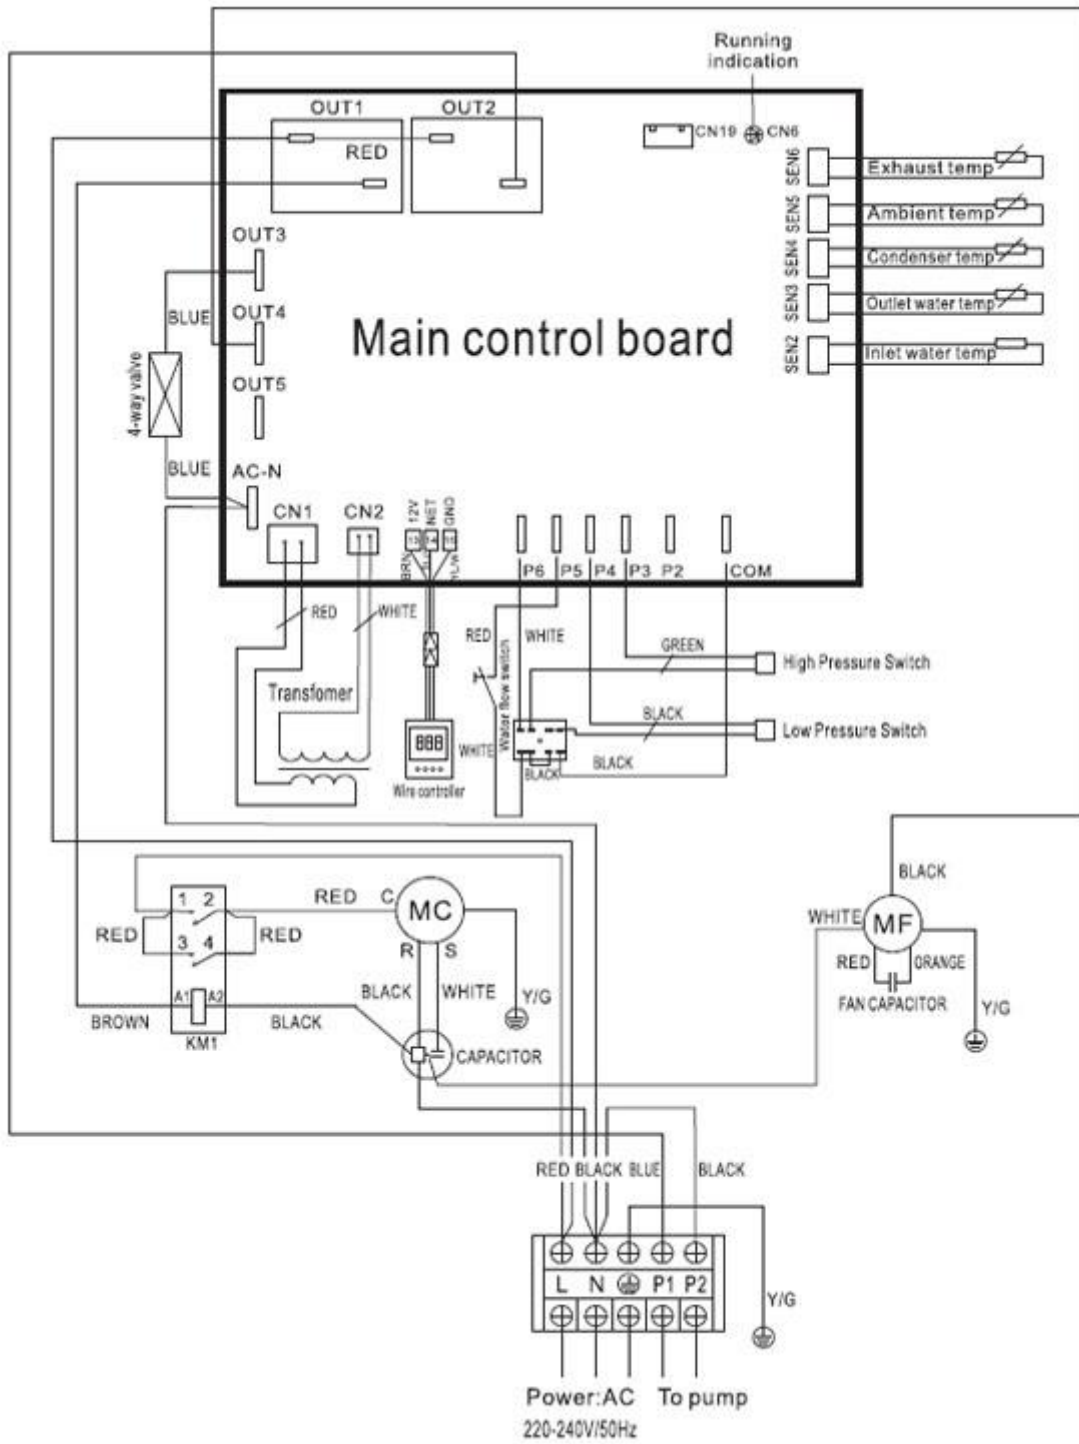 Running
indication
OUT1
OUT2
RED
CN19
CN6
SEN6
Exhaust temp
SEN5
Ambient temp
SEN4
Condenser temp
SEN3
Outlet water temp
SEN2
Inlet water temp
OUT3
BLUE
OUT4
Main control board
OUT5
4-way valve
BLUE
AC-N
CN1
CN2
12V
NET
GND
BRN
YL/W
P6
P5
P4
P3
P2
COM
RED
WHITE
RED
WHITE
Water flow switch
GREEN
High Pressure Switch
Transfomer
BLACK
Low Pressure Switch
888
WHITE
BLACK
BLACK
Wire controller
BLACK
1 2
RED
C
MC
WHITE
MF
RED
3 4
RED
R
S
RED
ORANGE
BLACK
WHITE
Y/G
FAN CAPACITOR
Y/G
A1
A2
BROWN
BLACK
KM1
CAPACITOR
RED
BLACK
BLUE
BLACK
L
N
P1
P2
Y/G
Power:AC
To pump
220-240V/50Hz